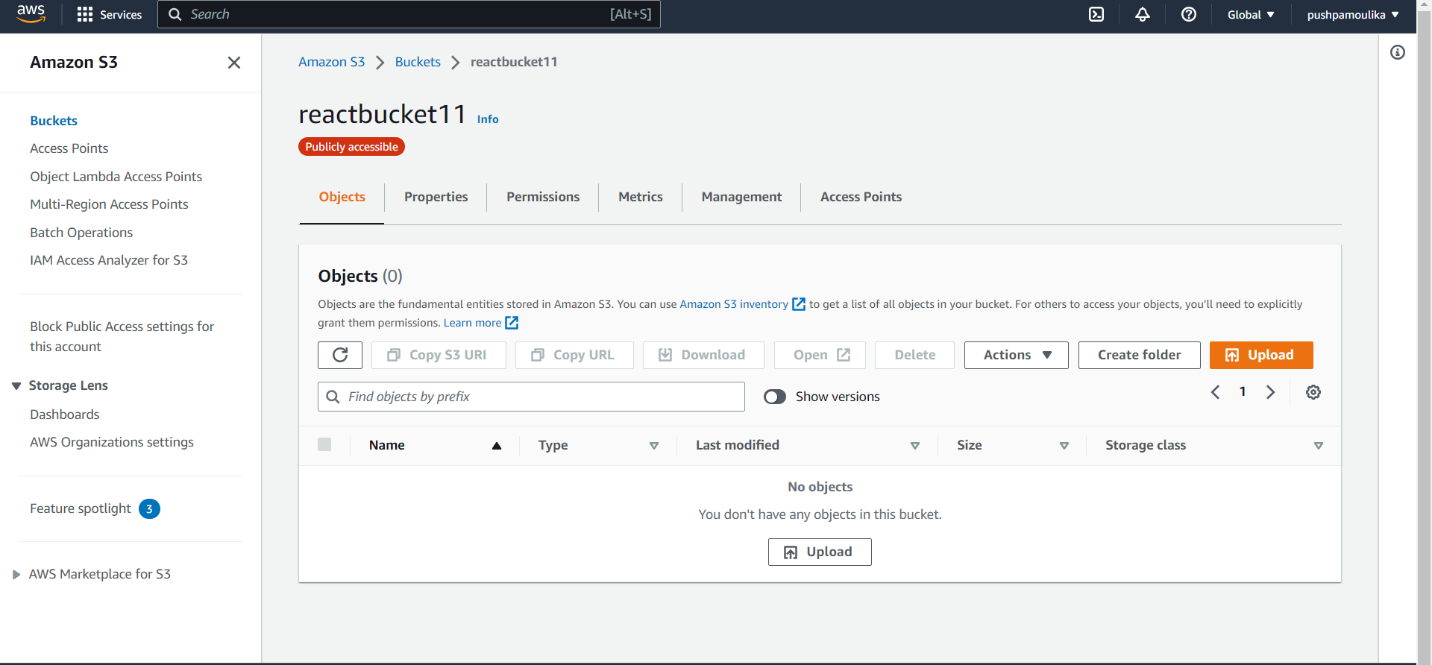 aws
Services
Search [Alt+S]
Global
pushpamoulika
Amazon S3
Buckets
Access Points
Object Lambda Access Points
Multi-Region Access Points
Batch Operations
IAM Access Analyzer for S3
Block Public Access settings for
this account
Storage Lens
Dashboards
AWS Organizations settings
Feature spotlight 3
AWS Marketplace for S3
Amazon S3 > Buckets > reactbucket11
reactbucket11 Info
Publicly accessible
Objects Properties Permissions Metrics Management Access Points
Objects (0)
Objects are the fundamental entities stored in Amazon S3. You can use Amazon S3 inventory to get a list of all objects in your bucket. For others to access your objects, you'll need to explicitly
grant them permissions. Learn more
Copy S3 URI Copy URL Download Open Delete Actions Create folder Upload
Find objects by prefix Show versions 1
Name Type Last modified Size Storage class
No objects
You don't have any objects in this bucket.
Upload